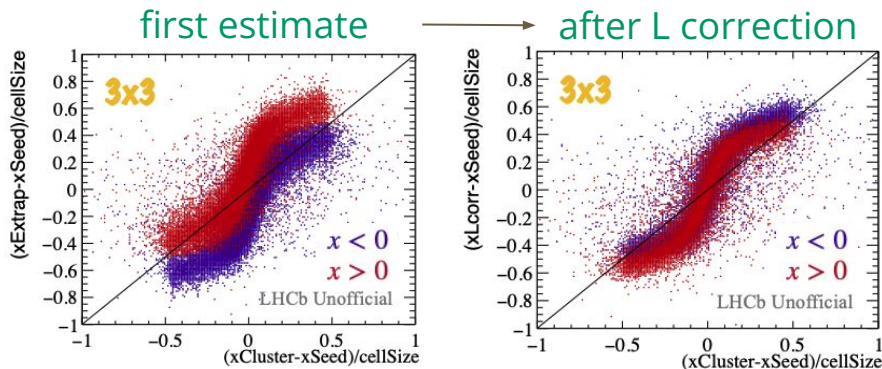 first estimate
after L correction
(xExtrap-xSeed)/cellSize
1
0.8
0.6
0.4
0.2
0
−0.2
−0.4
−0.6
−0.8
−1
3x3
x < 0
x > 0
LHCb Unofficial
−1
−0.5
0
0.5
1
(xCluster-xSeed)/cellSize
(xLcorr-xSeed)/cellSize
1
0.8
0.6
0.4
0.2
0
−0.2
−0.4
−0.6
−0.8
−1
3x3
x < 0
x > 0
LHCb Unofficial
−1
−0.5
0
0.5
1
(xCluster-xSeed)/cellSize